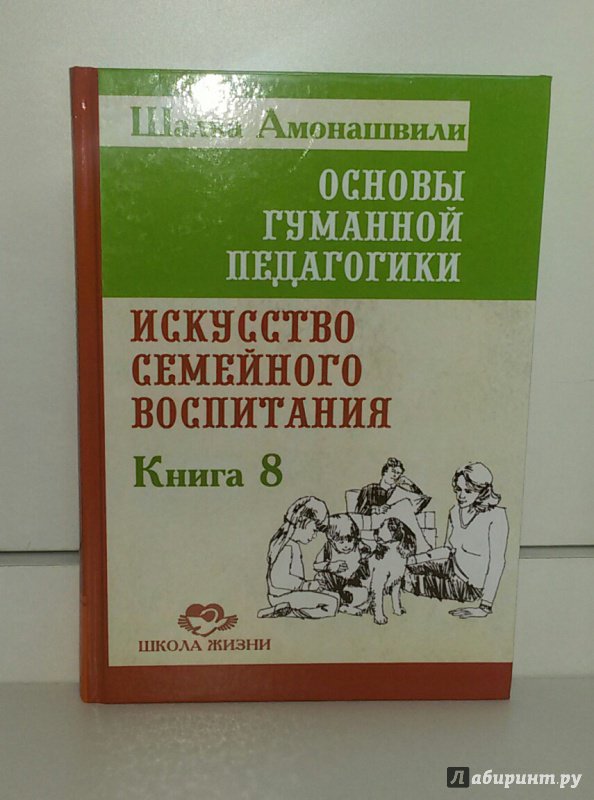 Шалва Амонашвили
ОСНОВЫ
ГУМАННОЙ
ПЕДАГОГИКИ
ИСКУССТВО
СЕМЕЙНОГО
ВОСПИТАНИЯ
Книга 8
ШКОЛА ЖИЗНИ
Лабиринт.ру